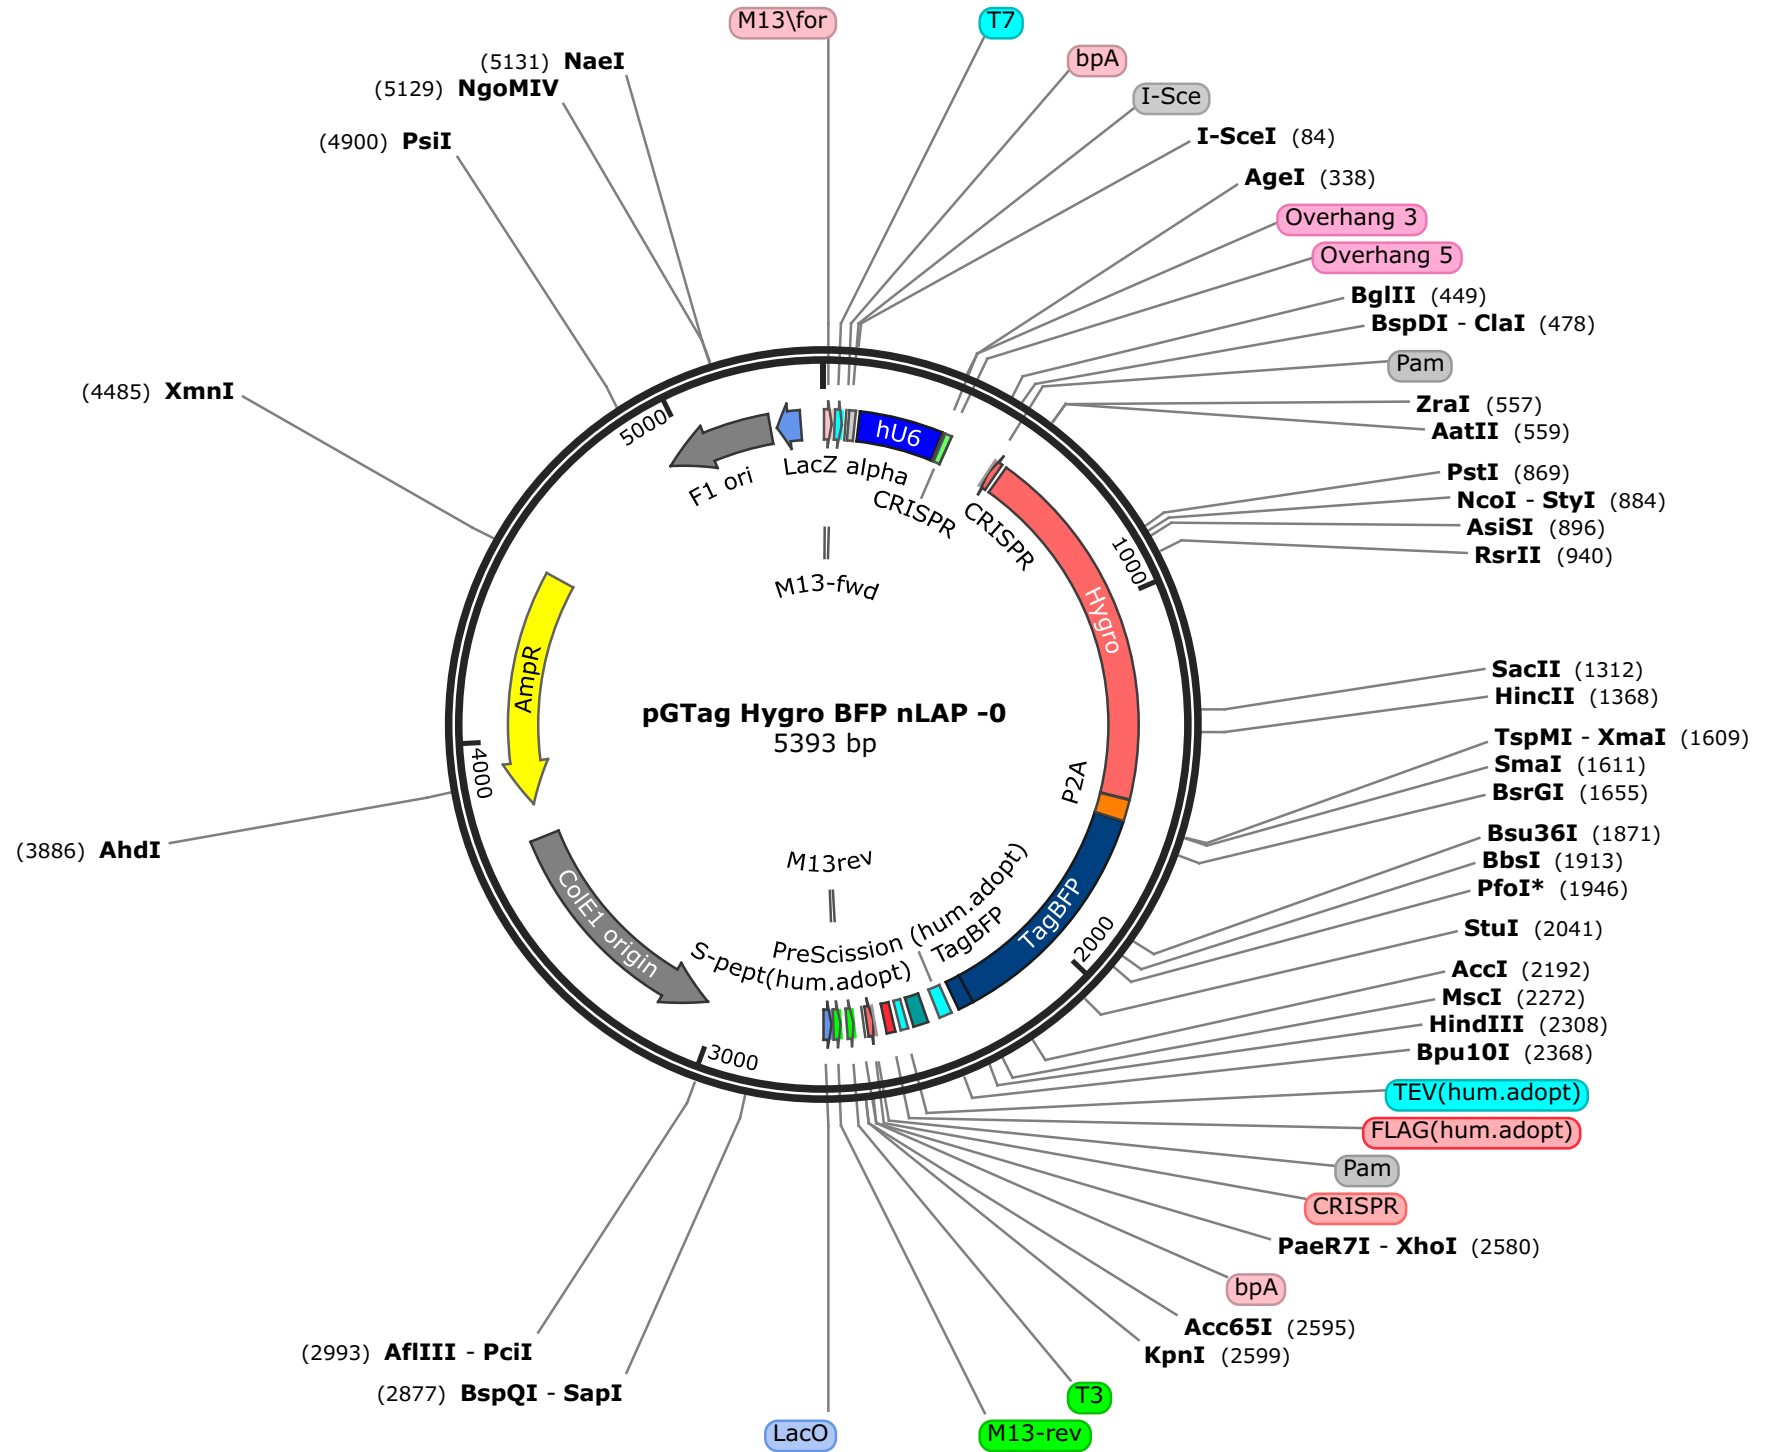 M13\for
T7
bpA
I-Sce
I-SceI (84)
AgeI (338)
Overhang 3
Overhang 5
BglII (449)
BspDI - ClaI (478)
Pam
ZraI (557)
AatII (559)
PstI (869)
NcoI - StyI (884)
AsiSI (896)
RsrII (940)
SacII (1312)
HincII (1368)
TspMI - XmaI (1609)
SmaI (1611)
BsrGI (1655)
Bsu36I (1871)
BbsI (1913)
PfoI* (1946)
StuI (2041)
AccI (2192)
MscI (2272)
HindIII (2308)
Bpu10I (2368)
TEV(hum.adopt)
FLAG(hum.adopt)
Pam
CRISPR
PaeR7I - XhoI (2580)
bpA
Acc65I (2595)
KpnI (2599)
T3
M13-rev
LacO
(2877) BspQI - SapI
(2993) AflIII - PciI
(3886) AhdI
(4485) XmnI
(4900) PsiI
(5129) NgoMIV
(5131) NaeI
5000
1000
2000
3000
4000
F1 ori
LacZ alpha
hU6
CRISPR
CRISPR
M13-fwd
Hygro
AmpR
pGTag Hygro BFP nLAP -0
5393 bp
P2A
TagBFP
TagBFP
M13rev
PreScission (hum.adopt)
S-pept(hum.adopt)
ColE1 origin